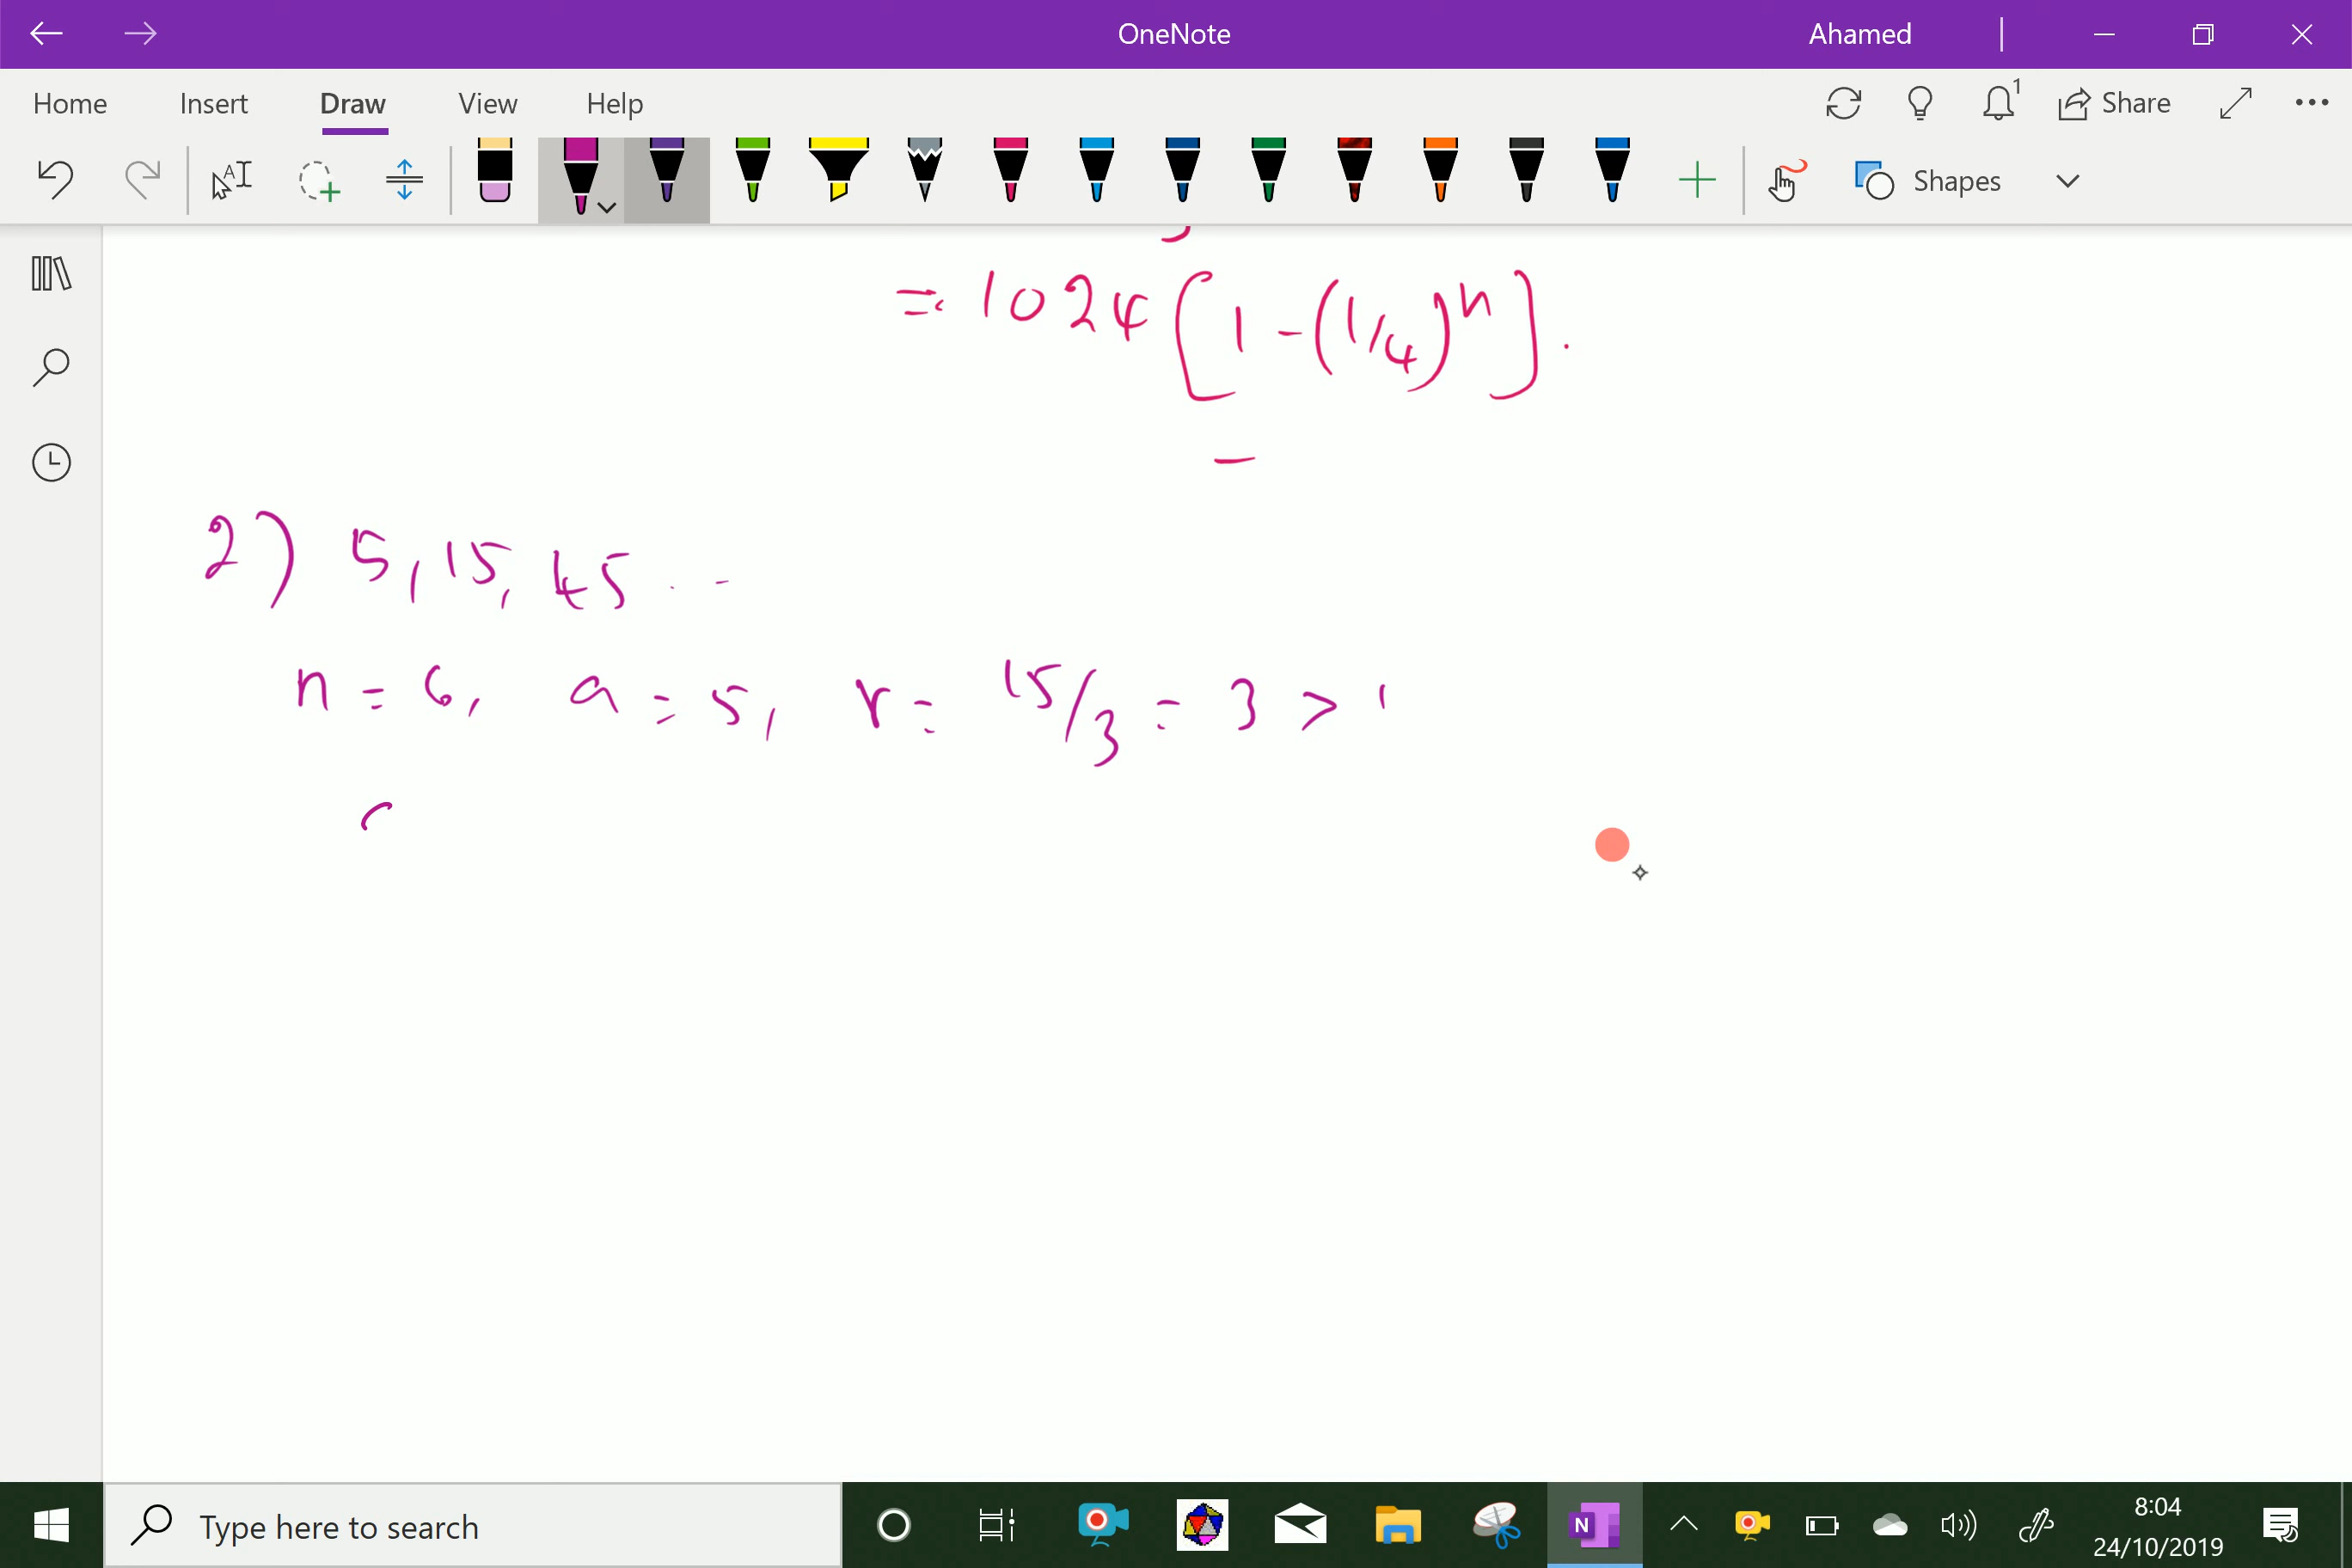 OneNote
Ahamed
Home Insert Draw View Help
1
Share
Shapes
= 1024 [1 - (1/4)^n].
2) 5, 15, 45 . -
n = 6, a = 5, r = 15/3 = 3 > 1
Type here to search
N
8:04
24/10/2019